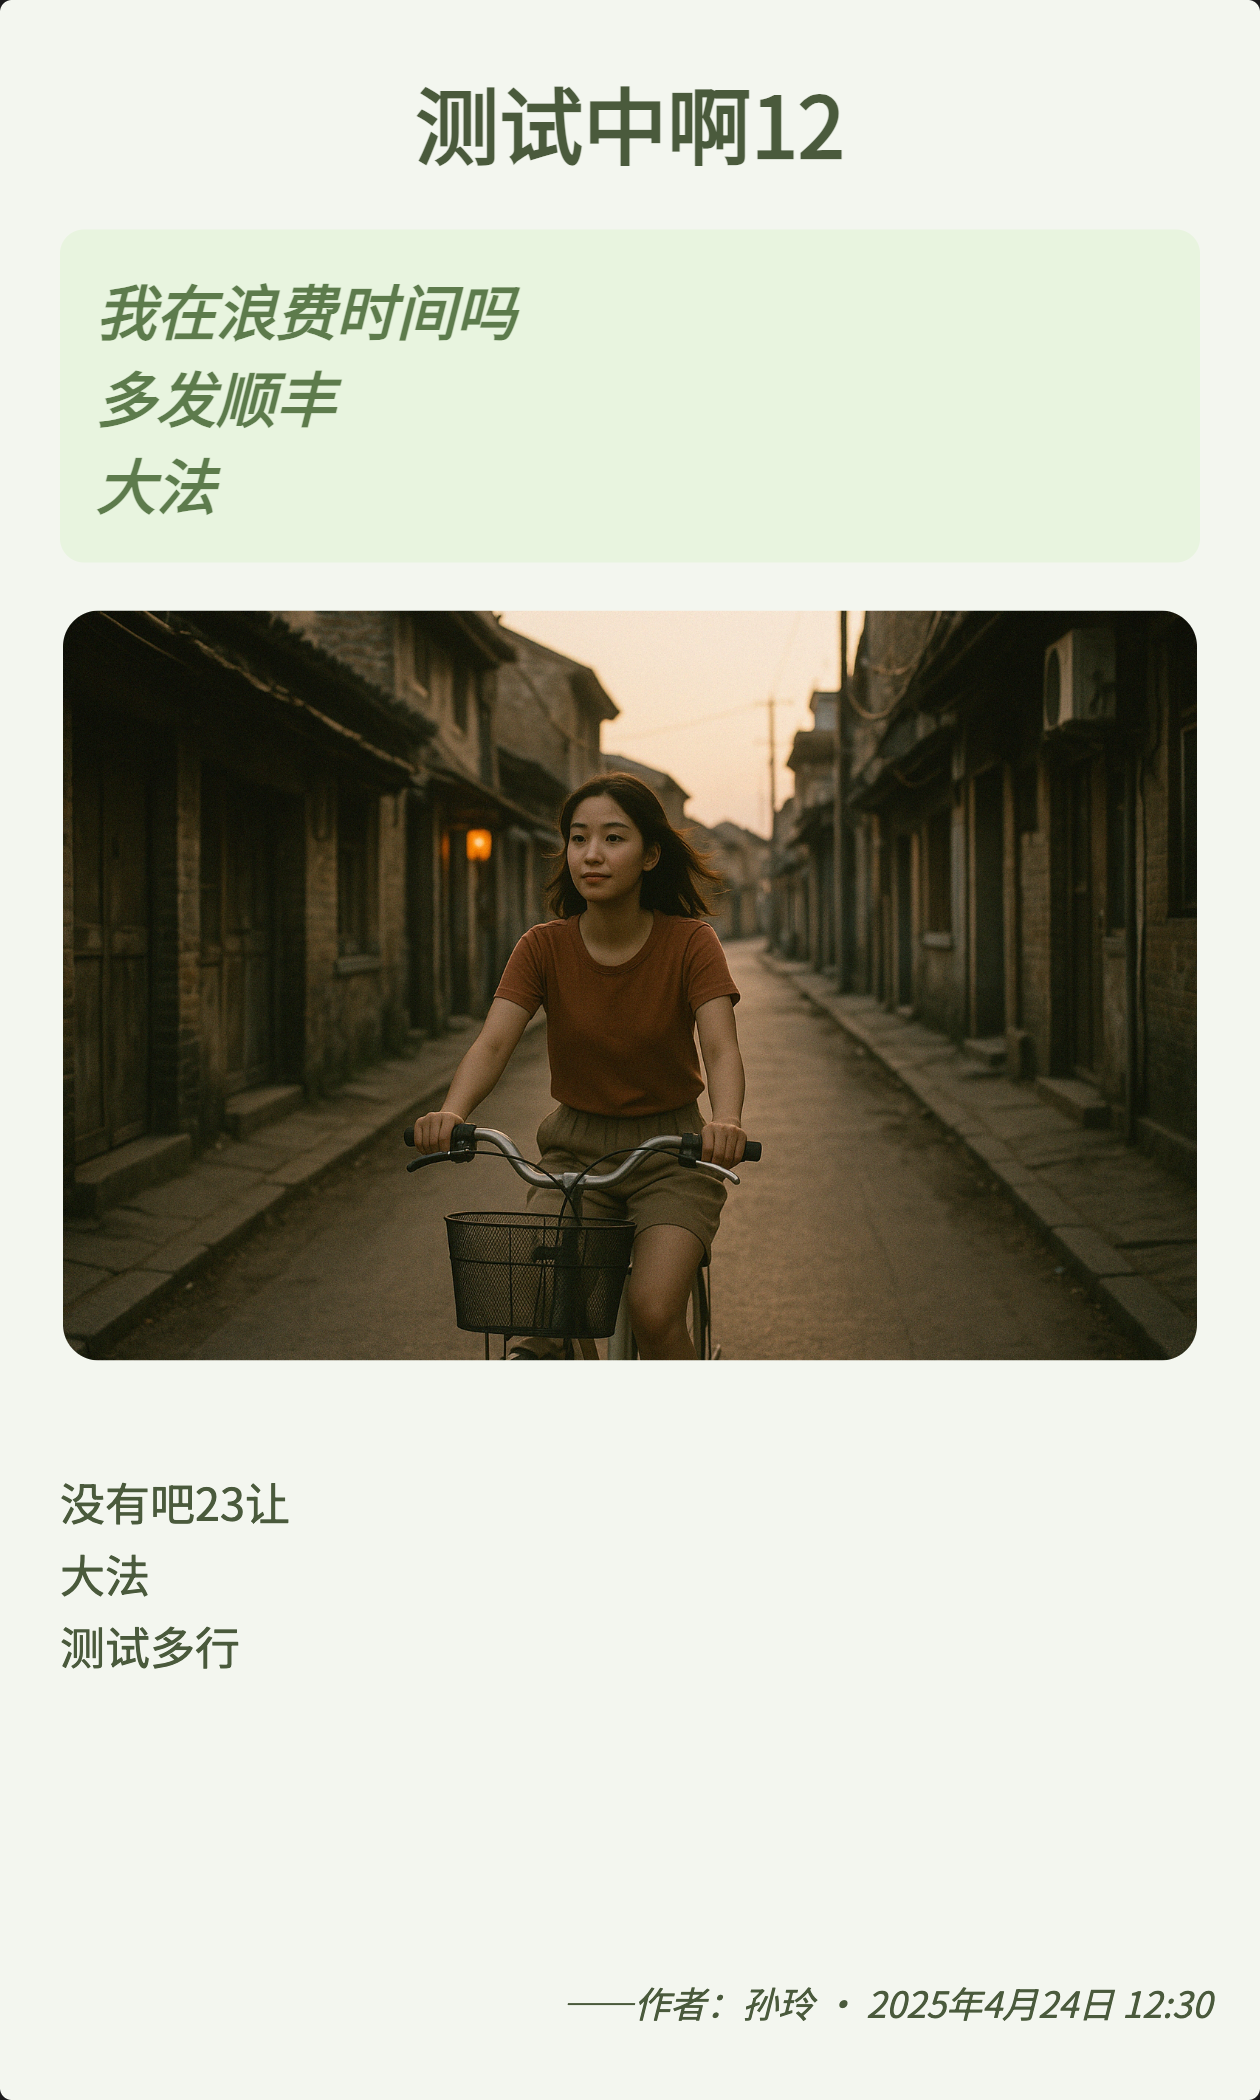 测试中啊12
我在浪费时间吗
多发顺丰
大法
没有吧23让
大法
测试多行
——作者：孙玲 • 2025年4月24日 12:30